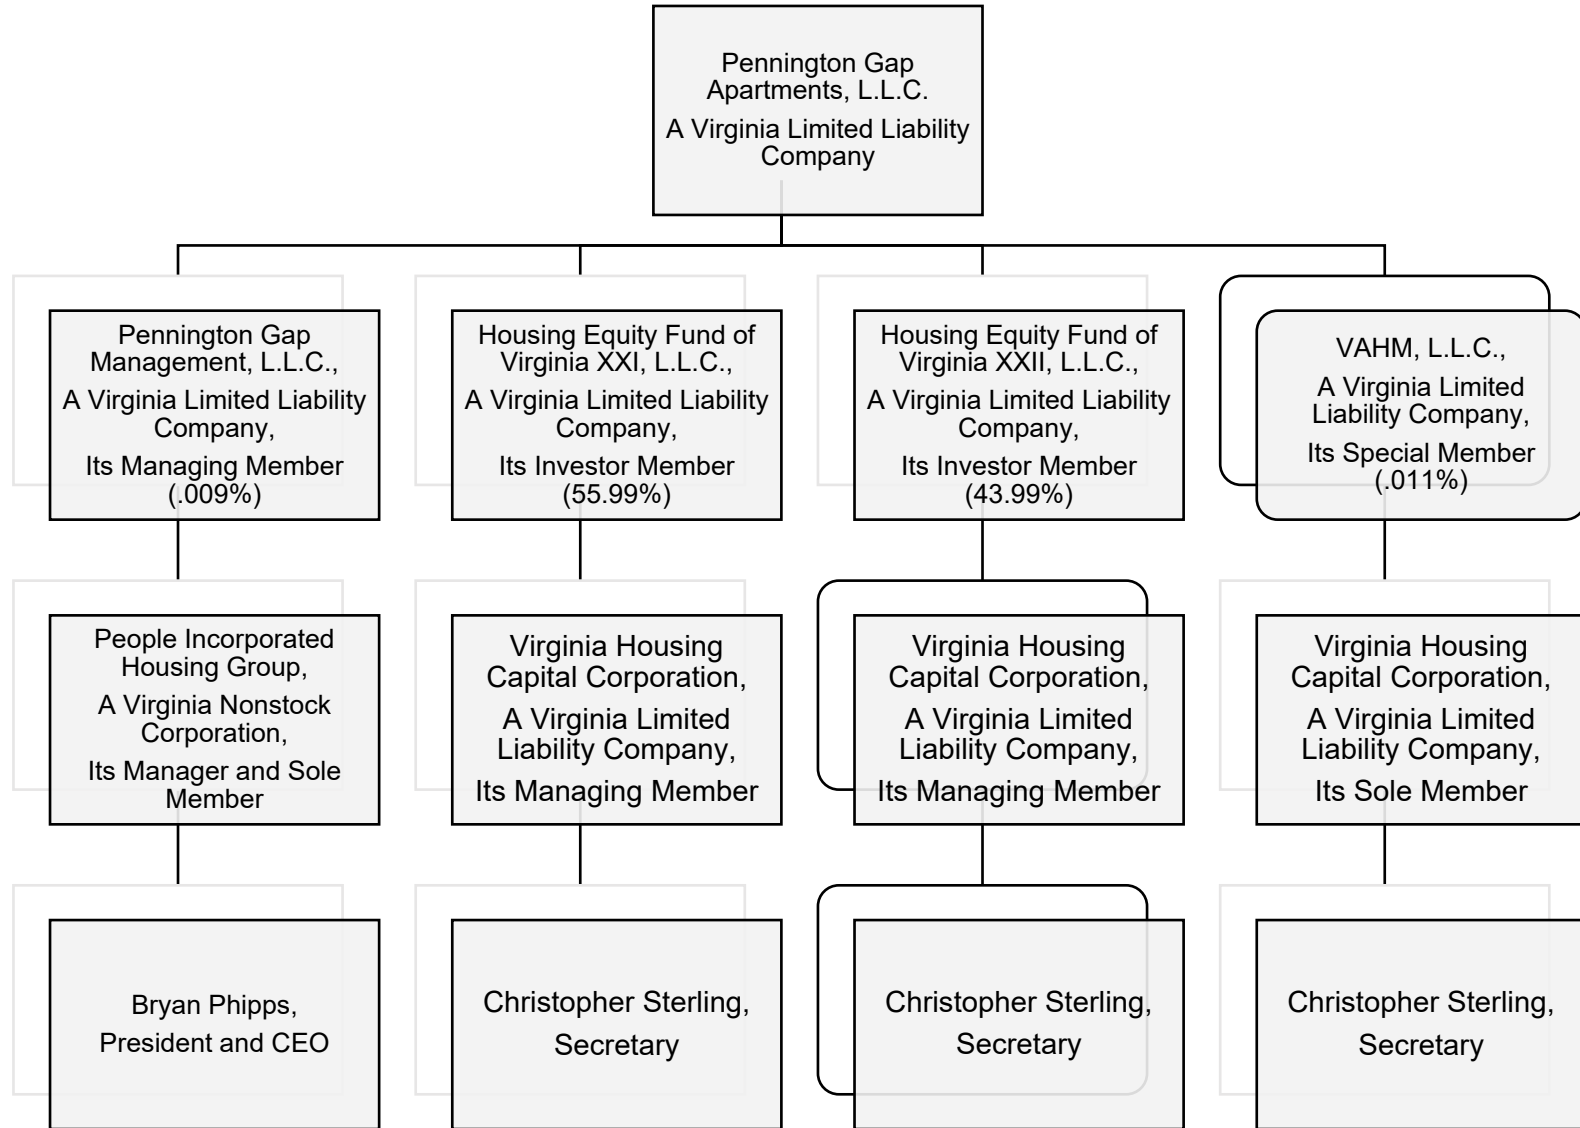 Pennington Gap
Apartments, L.L.C.
A Virginia Limited Liability
Company
Pennington Gap
Management, L.L.C.,
A Virginia Limited Liability
Company,
Its Managing Member
(.009%)
Housing Equity Fund of
Virginia XXI, L.L.C.,
A Virginia Limited Liability
Company,
Its Investor Member
(55.99%)
Housing Equity Fund of
Virginia XXII, L.L.C.,
A Virginia Limited Liability
Company,
Its Investor Member
(43.99%)
VAHM, L.L.C.,
A Virginia Limited
Liability Company,
Its Special Member
(.011%)
People Incorporated
Housing Group,
A Virginia Nonstock
Corporation,
Its Manager and Sole
Member
Virginia Housing
Capital Corporation,
A Virginia Limited
Liability Company,
Its Managing Member
Virginia Housing
Capital Corporation,
A Virginia Limited
Liability Company,
Its Managing Member
Virginia Housing
Capital Corporation,
A Virginia Limited
Liability Company,
Its Sole Member
Bryan Phipps,
President and CEO
Christopher Sterling,
Secretary
Christopher Sterling,
Secretary
Christopher Sterling,
Secretary